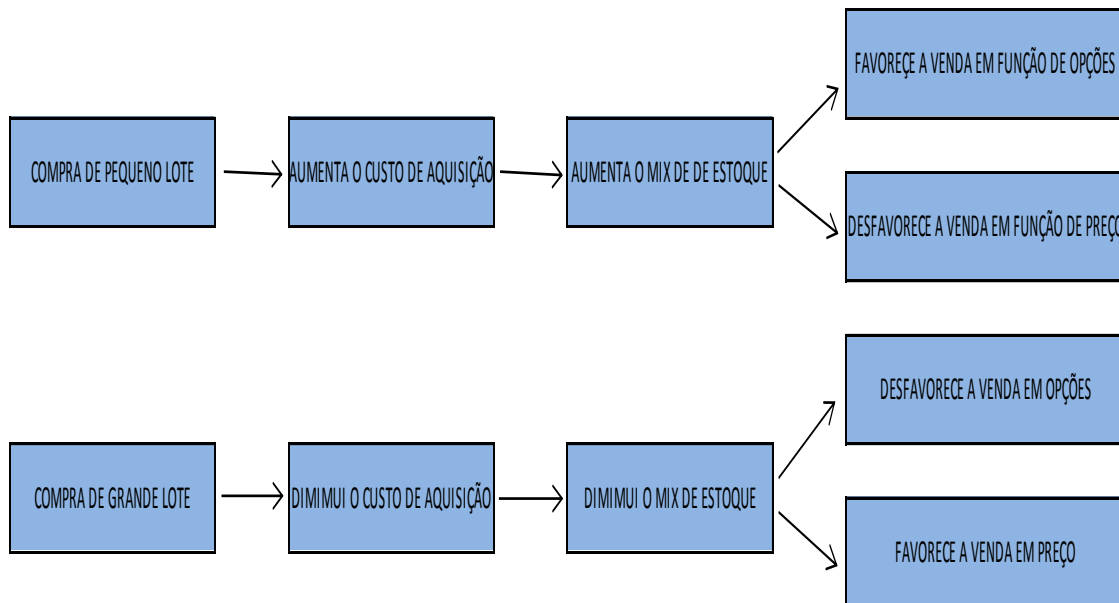 COMPRA DE PEQUENO LOTE
AUMENTA O CUSTO DE AQUISIÇÃO
AUMENTA O MIX DE DE ESTOQUE
FAVOREÇE A VENDA EM FUNÇÃO DE OPÇÕES
DESFAVORECE A VENDA EM FUNÇÃO DE PREÇO
COMPRA DE GRANDE LOTE
DIMIMUI O CUSTO DE AQUISIÇÃO
DIMIMUI O MIX DE ESTOQUE
DESFAVORECE A VENDA EM OPÇÕES
FAVORECE A VENDA EM PREÇO